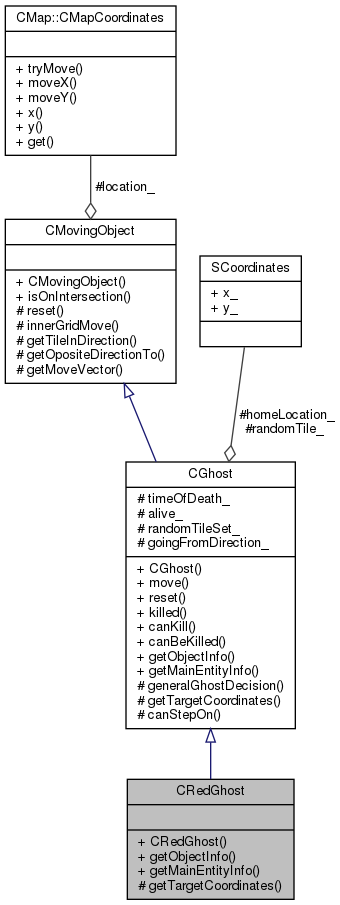 CMap::CMapCoordinates
+ tryMove()
+ moveX()
+ moveY()
+ x()
+ y()
+ get()
#location_
CMovingObject
+ CMovingObject()
+ isOnIntersection()
# reset()
# innerGridMove()
# getTileInDirection()
# getOpositeDirectionTo()
# getMoveVector()
SCoordinates
+ x_
+ y_
#homeLocation_
#randomTile_
CGhost
# timeOfDeath_
# alive_
# randomTileSet_
# goingFromDirection_
+ CGhost()
+ move()
+ reset()
+ killed()
+ canKill()
+ canBeKilled()
+ getObjectInfo()
+ getMainEntityInfo()
# generalGhostDecision()
# getTargetCoordinates()
# canStepOn()
CRedGhost
+ CRedGhost()
+ getObjectInfo()
+ getMainEntityInfo()
# getTargetCoordinates()